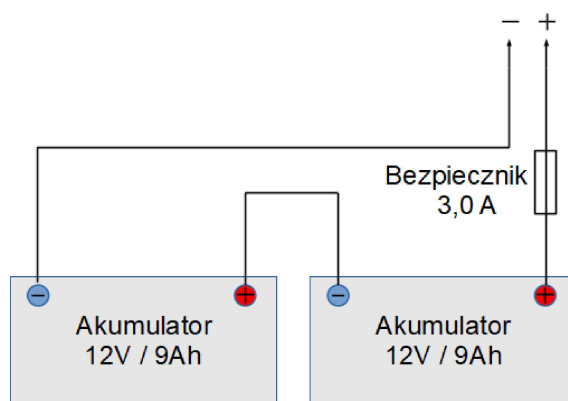 − +
Bezpiecznik
3,0 A
− + − +
Akumulator
12V / 9Ah
Akumulator
12V / 9Ah